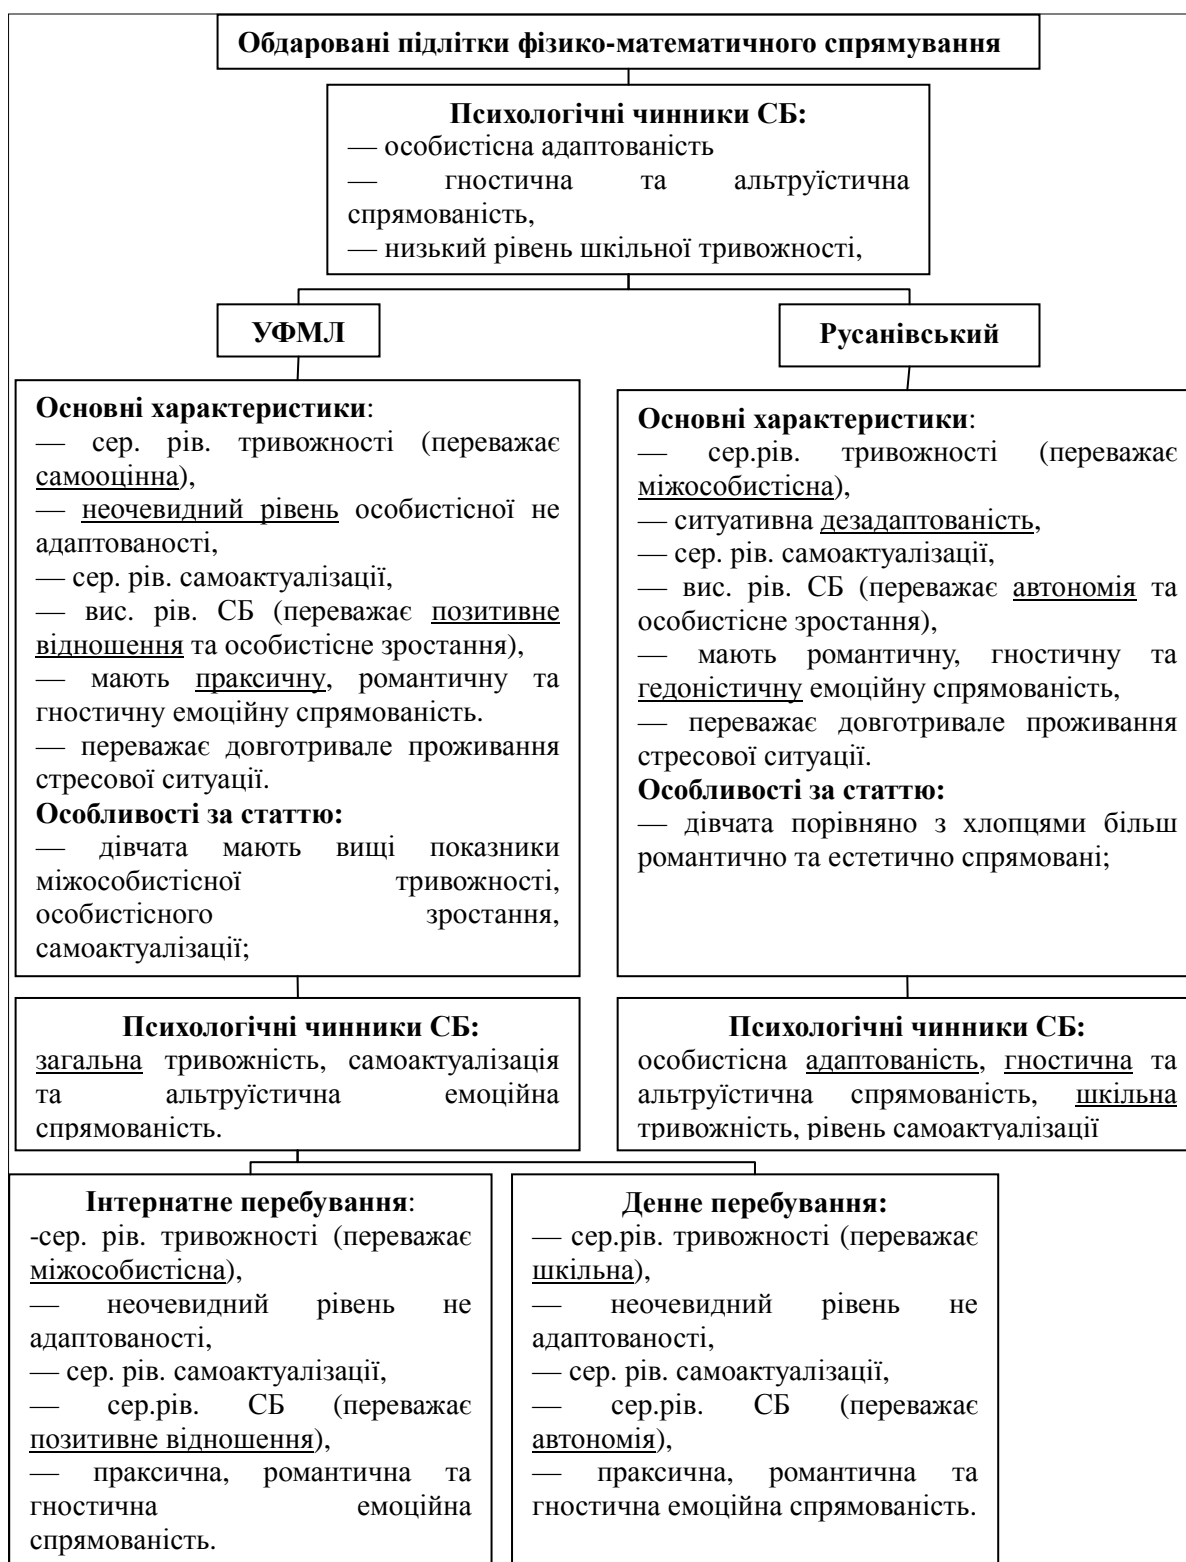 Обдаровані підлітки фізико-математичного спрямування
Психологічні чинники СБ:
— особистісна адаптованість
— гностична та альтруїстична
спрямованість,
— низький рівень шкільної тривожності,
УФМЛ
Русанівський
Основні характеристики:
— сер. рів. тривожності (переважає
самооцінна),
— неочевидний рівень особистісної не
адаптованості,
— сер. рів. самоактуалізації,
— вис. рів. СБ (переважає позитивне
відношення та особистісне зростання),
— мають праксичну, романтичну та
гностичну емоційну спрямованість.
— переважає довготривале проживання
стресової ситуації.
Особливості за статтю:
— дівчата мають вищі показники
міжособистісної тривожності,
особистісного зростання,
самоактуалізації;
Основні характеристики:
— сер.рів. тривожності (переважає
міжособистісна),
— ситуативна дезадаптованість,
— сер. рів. самоактуалізації,
— вис. рів. СБ (переважає автономія та
особистісне зростання),
— мають романтичну, гностичну та
гедоністичну емоційну спрямованість,
— переважає довготривале проживання
стресової ситуації.
Особливості за статтю:
— дівчата порівняно з хлопцями більш
романтично та естетично спрямовані;
Психологічні чинники СБ:
загальна тривожність, самоактуалізація
та альтруїстична емоційна
спрямованість.
Психологічні чинники СБ:
особистісна адаптованість, гностична та
альтруїстична спрямованість, шкільна
тривожність, рівень самоактуалізації
Інтернатне перебування:
-сер. рів. тривожності (переважає
міжособистісна),
— неочевидний рівень не
адаптованості,
— сер. рів. самоактуалізації,
— сер.рів. СБ (переважає
позитивне відношення),
— праксична, романтична та
гностична емоційна
спрямованість.
Денне перебування:
— сер.рів. тривожності (переважає
шкільна),
— неочевидний рівень не
адаптованості,
— сер. рів. самоактуалізації,
— сер.рів. СБ (переважає
автономія),
— праксична, романтична та
гностична емоційна спрямованість.